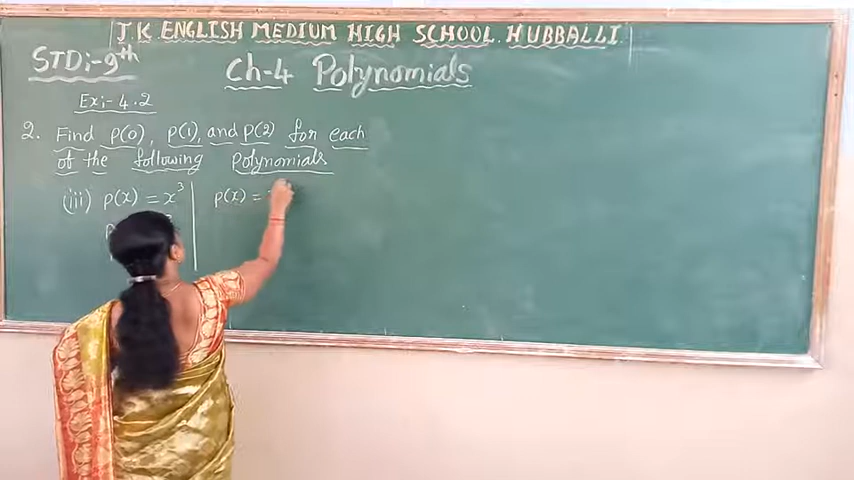 J.K ENGLISH MEDIUM HIGH SCHOOL. HUBBALLI
STD:-9th
Ch-4 Polynomials
Ex:- 4.2
2. Find P(0), P(1), and P(2) for each
of the following Polynomials
(iii) p(x) = x³
p(x) =